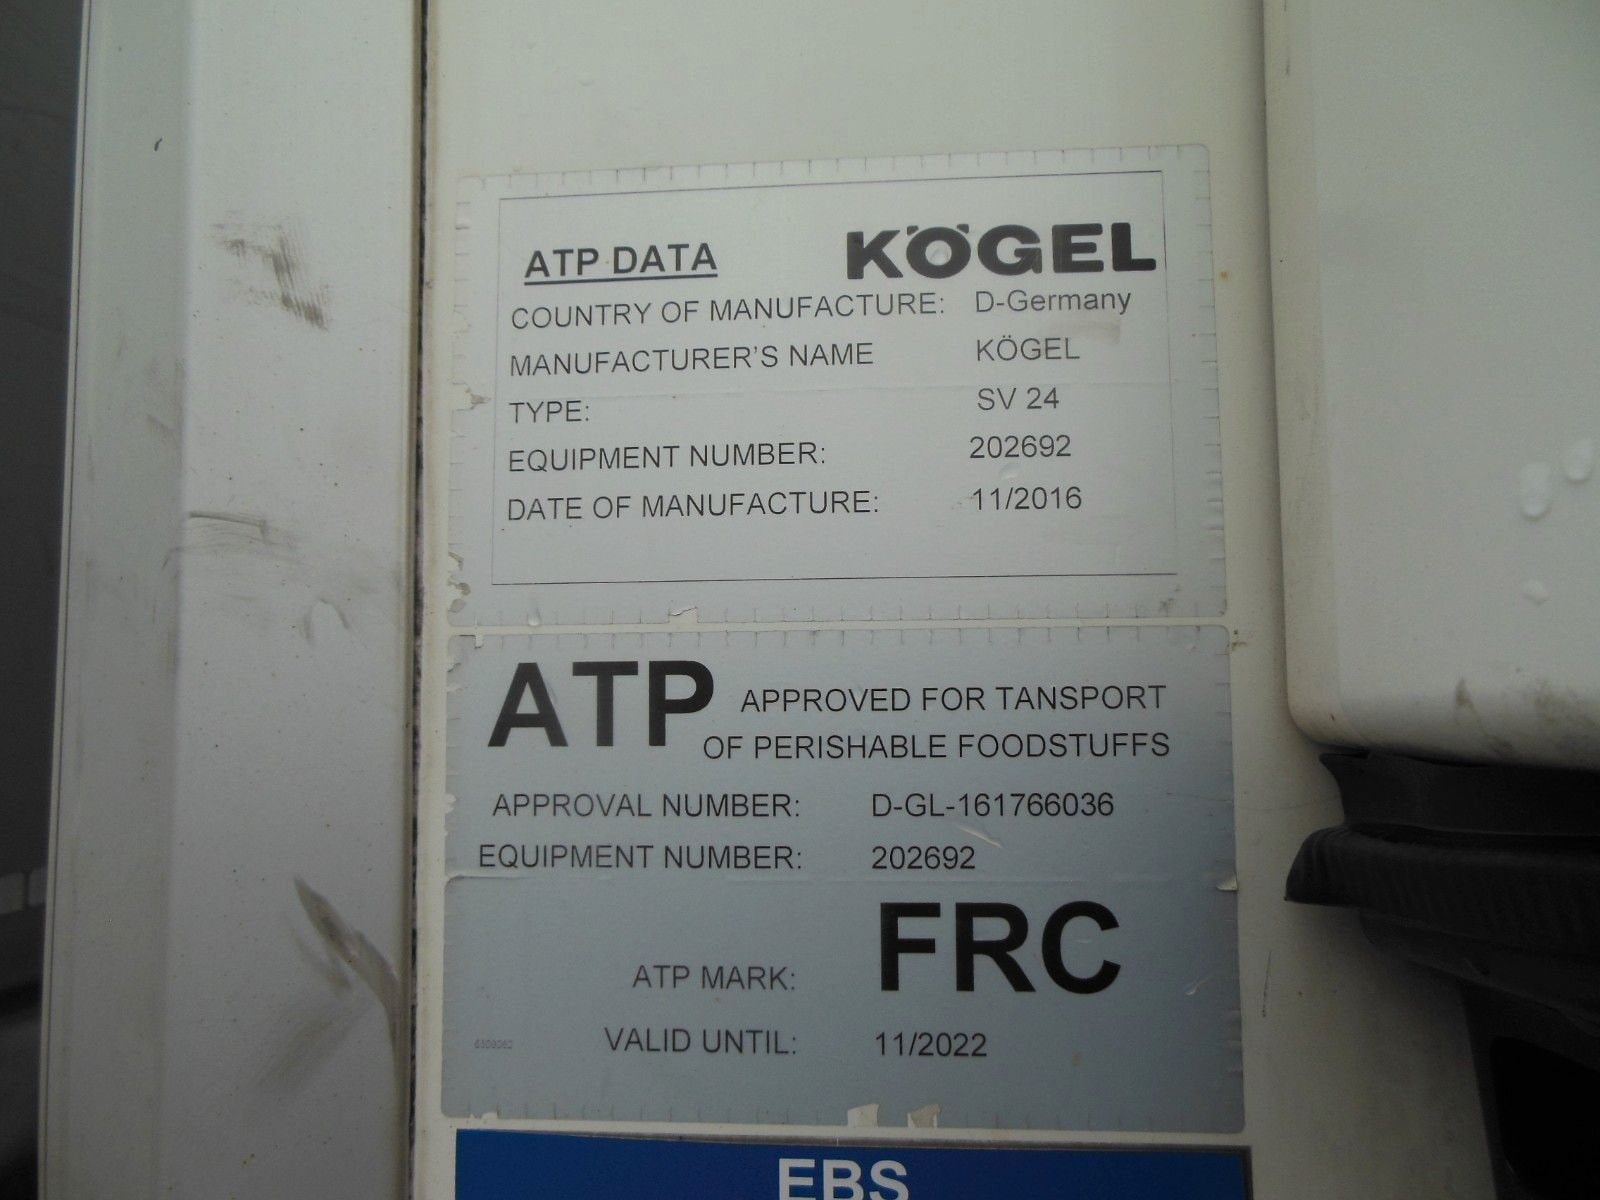 ATP DATA KÖGEL
COUNTRY OF MANUFACTURE: D-Germany
MANUFACTURER'S NAME KÖGEL
TYPE: SV 24
EQUIPMENT NUMBER: 202692
DATE OF MANUFACTURE: 11/2016
ATP APPROVED FOR TANSPORT
OF PERISHABLE FOODSTUFFS
APPROVAL NUMBER: D-GL-161766036
EQUIPMENT NUMBER: 202692
ATP MARK: FRC
VALID UNTIL: 11/2022
EBS